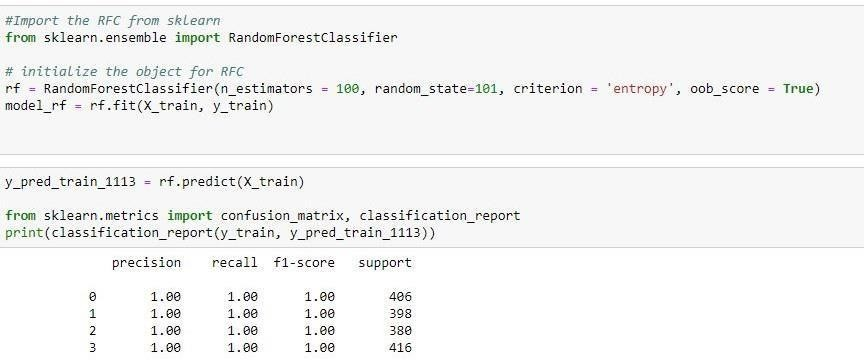 #Import the RFC from sklearn
from sklearn.ensemble import RandomForestClassifier
# initialize the object for RFC
rf = RandomForestClassifier(n_estimators = 100, random_state=101, criterion = 'entropy', oob_score = True)
model_rf = rf.fit(X_train, y_train)
y_pred_train_1113 = rf.predict(X_train)
from sklearn.metrics import confusion_matrix, classification_report
print(classification_report(y_train, y_pred_train_1113))
precision recall f1-score support
0 1.00 1.00 1.00 406
1 1.00 1.00 1.00 398
2 1.00 1.00 1.00 380
3 1.00 1.00 1.00 416